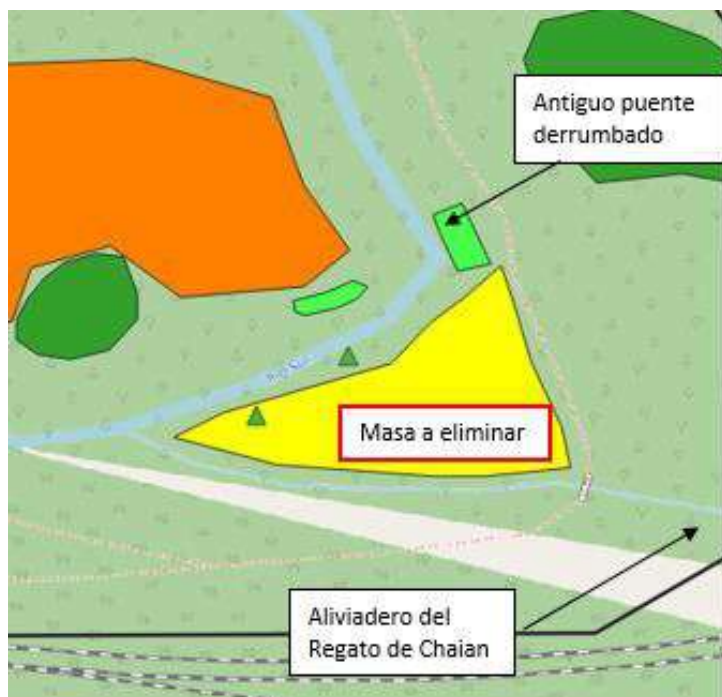 Antiguo puente
derrumbado
Masa a eliminar
Aliviadero del
Regato de Chaian